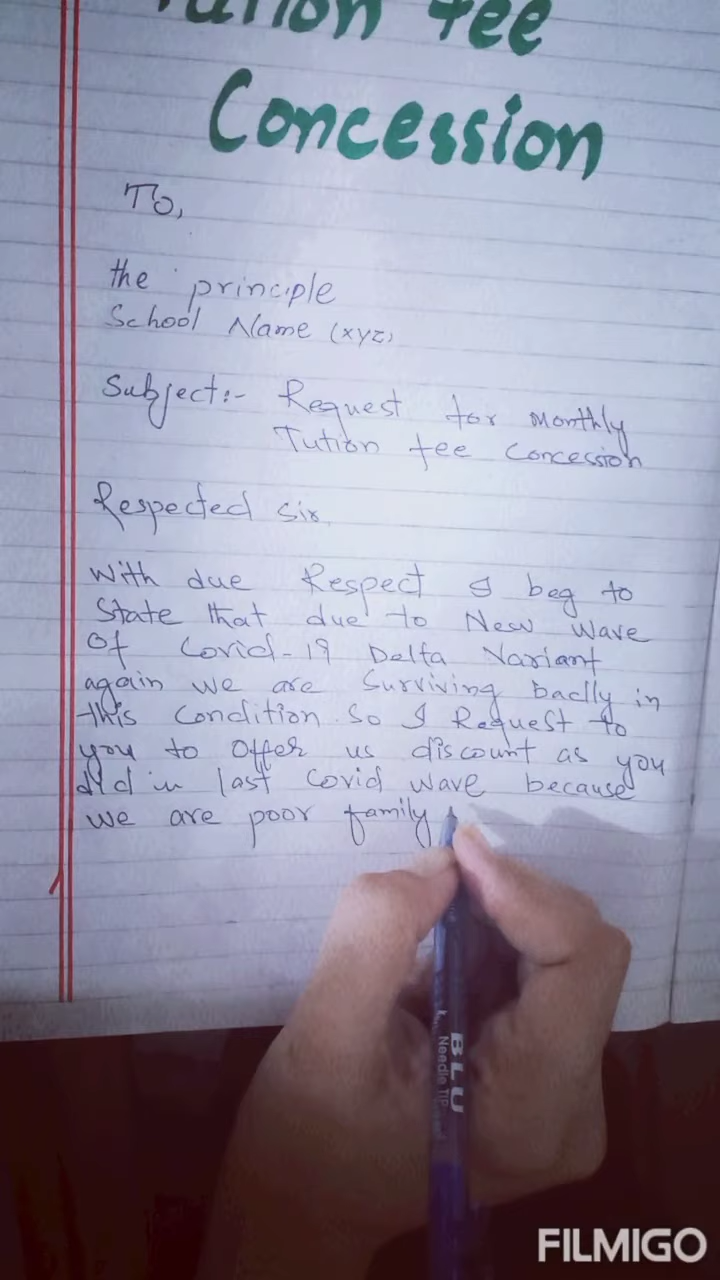 Tution fee
Concession
To,
the principle
School Name (xyz)
Subject:- Request for Monthly
Tution fee Concession
Respected Sir
With due Respect I beg to
State that due to New Wave
Of Covid-19 Delta Variant
again we are Surviving badly in
this Condition. So I Request to
you to Offer us discount as you
did in last Covid wave because
we are poor family
BLU
Needle TIP
FILMIGO